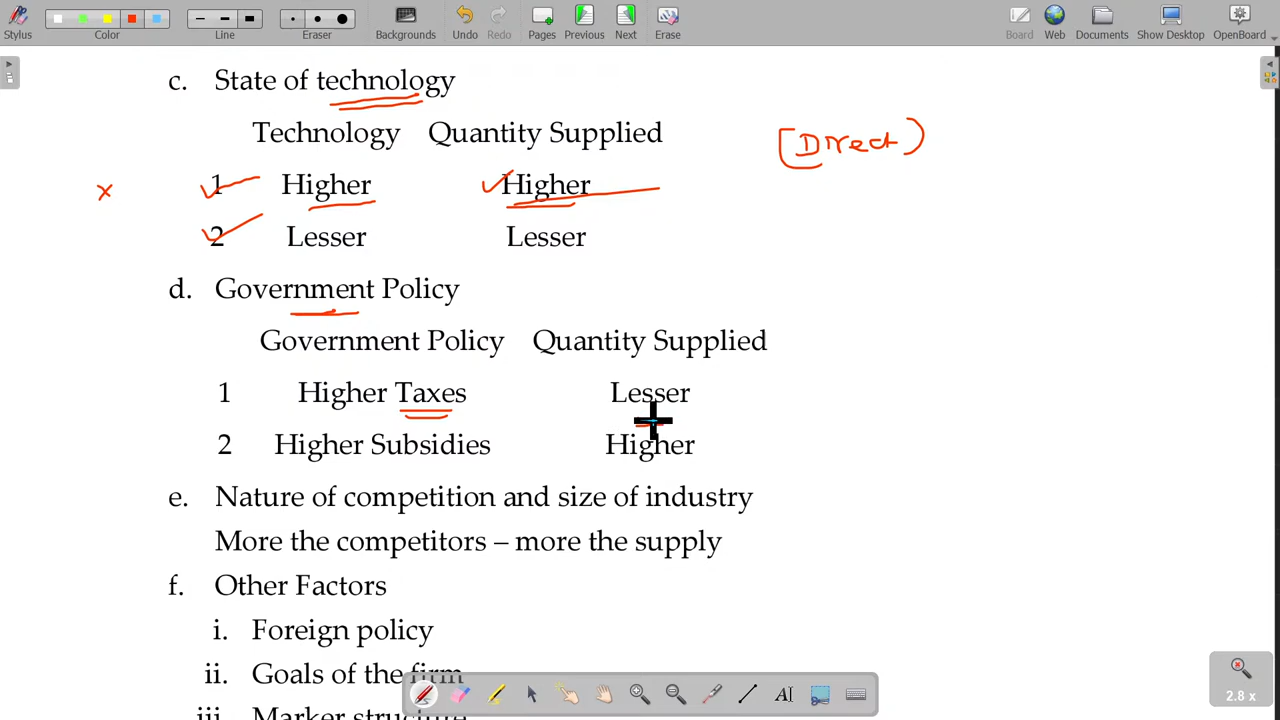 Stylus Color Line Eraser Backgrounds Undo Redo Pages Previous Next Erase Board Web Documents Show Desktop OpenBoard
c. State of technology
Technology Quantity Supplied
(Direct)
x 1 Higher Higher
2 Lesser Lesser
d. Government Policy
Government Policy Quantity Supplied
1 Higher Taxes Lesser
2 Higher Subsidies Higher
e. Nature of competition and size of industry
More the competitors – more the supply
f. Other Factors
i. Foreign policy
ii. Goals of the firm
iii. Marker structure
2.8 x